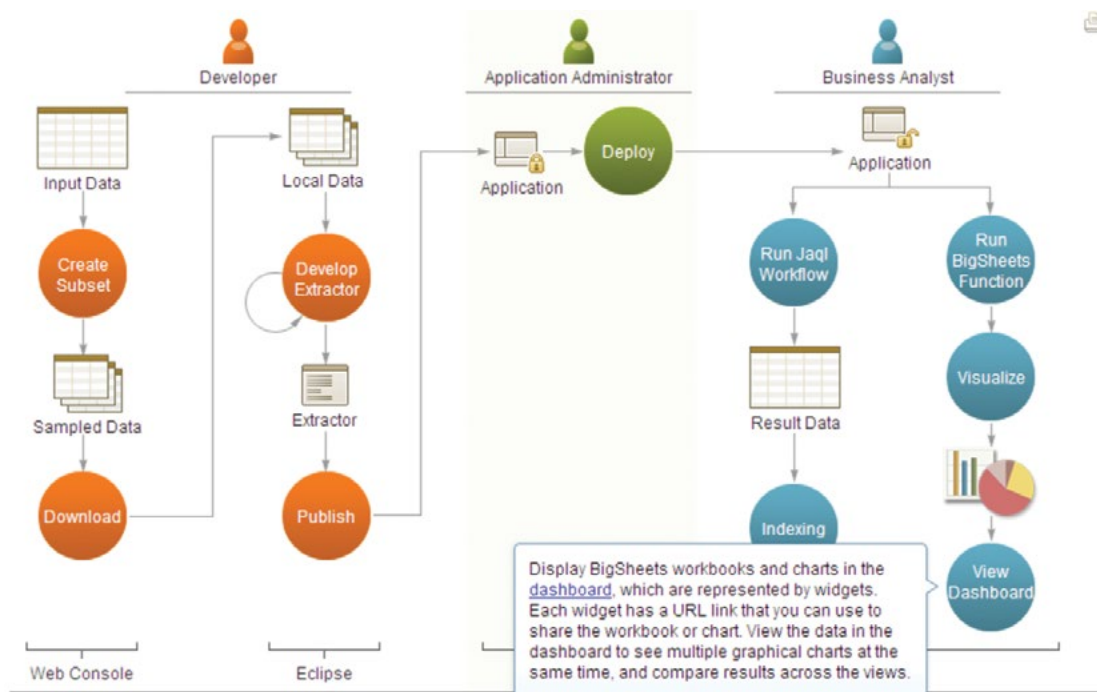 Developer
Application Administrator
Business Analyst
Input Data
Local Data
Application
Deploy
Application
Create
Subset
Develop
Extractor
Run Jaql
Workflow
Run
BigSheets
Function
Sampled Data
Extractor
Result Data
Visualize
Download
Publish
Indexing
View
Dashboard
Display BigSheets workbooks and charts in the
dashboard, which are represented by widgets.
Each widget has a URL link that you can use to
share the workbook or chart. View the data in the
dashboard to see multiple graphical charts at the
same time, and compare results across the views.
Web Console
Eclipse